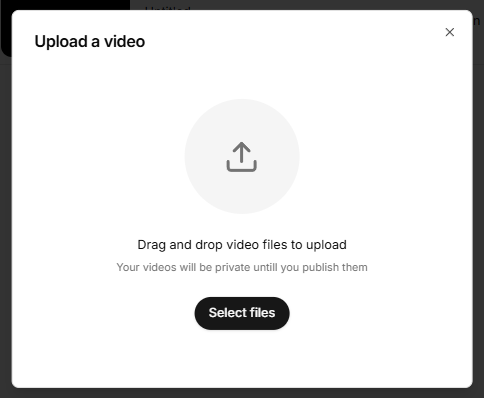 Untitled
Upload a video
Drag and drop video files to upload
Your videos will be private untill you publish them
Select files